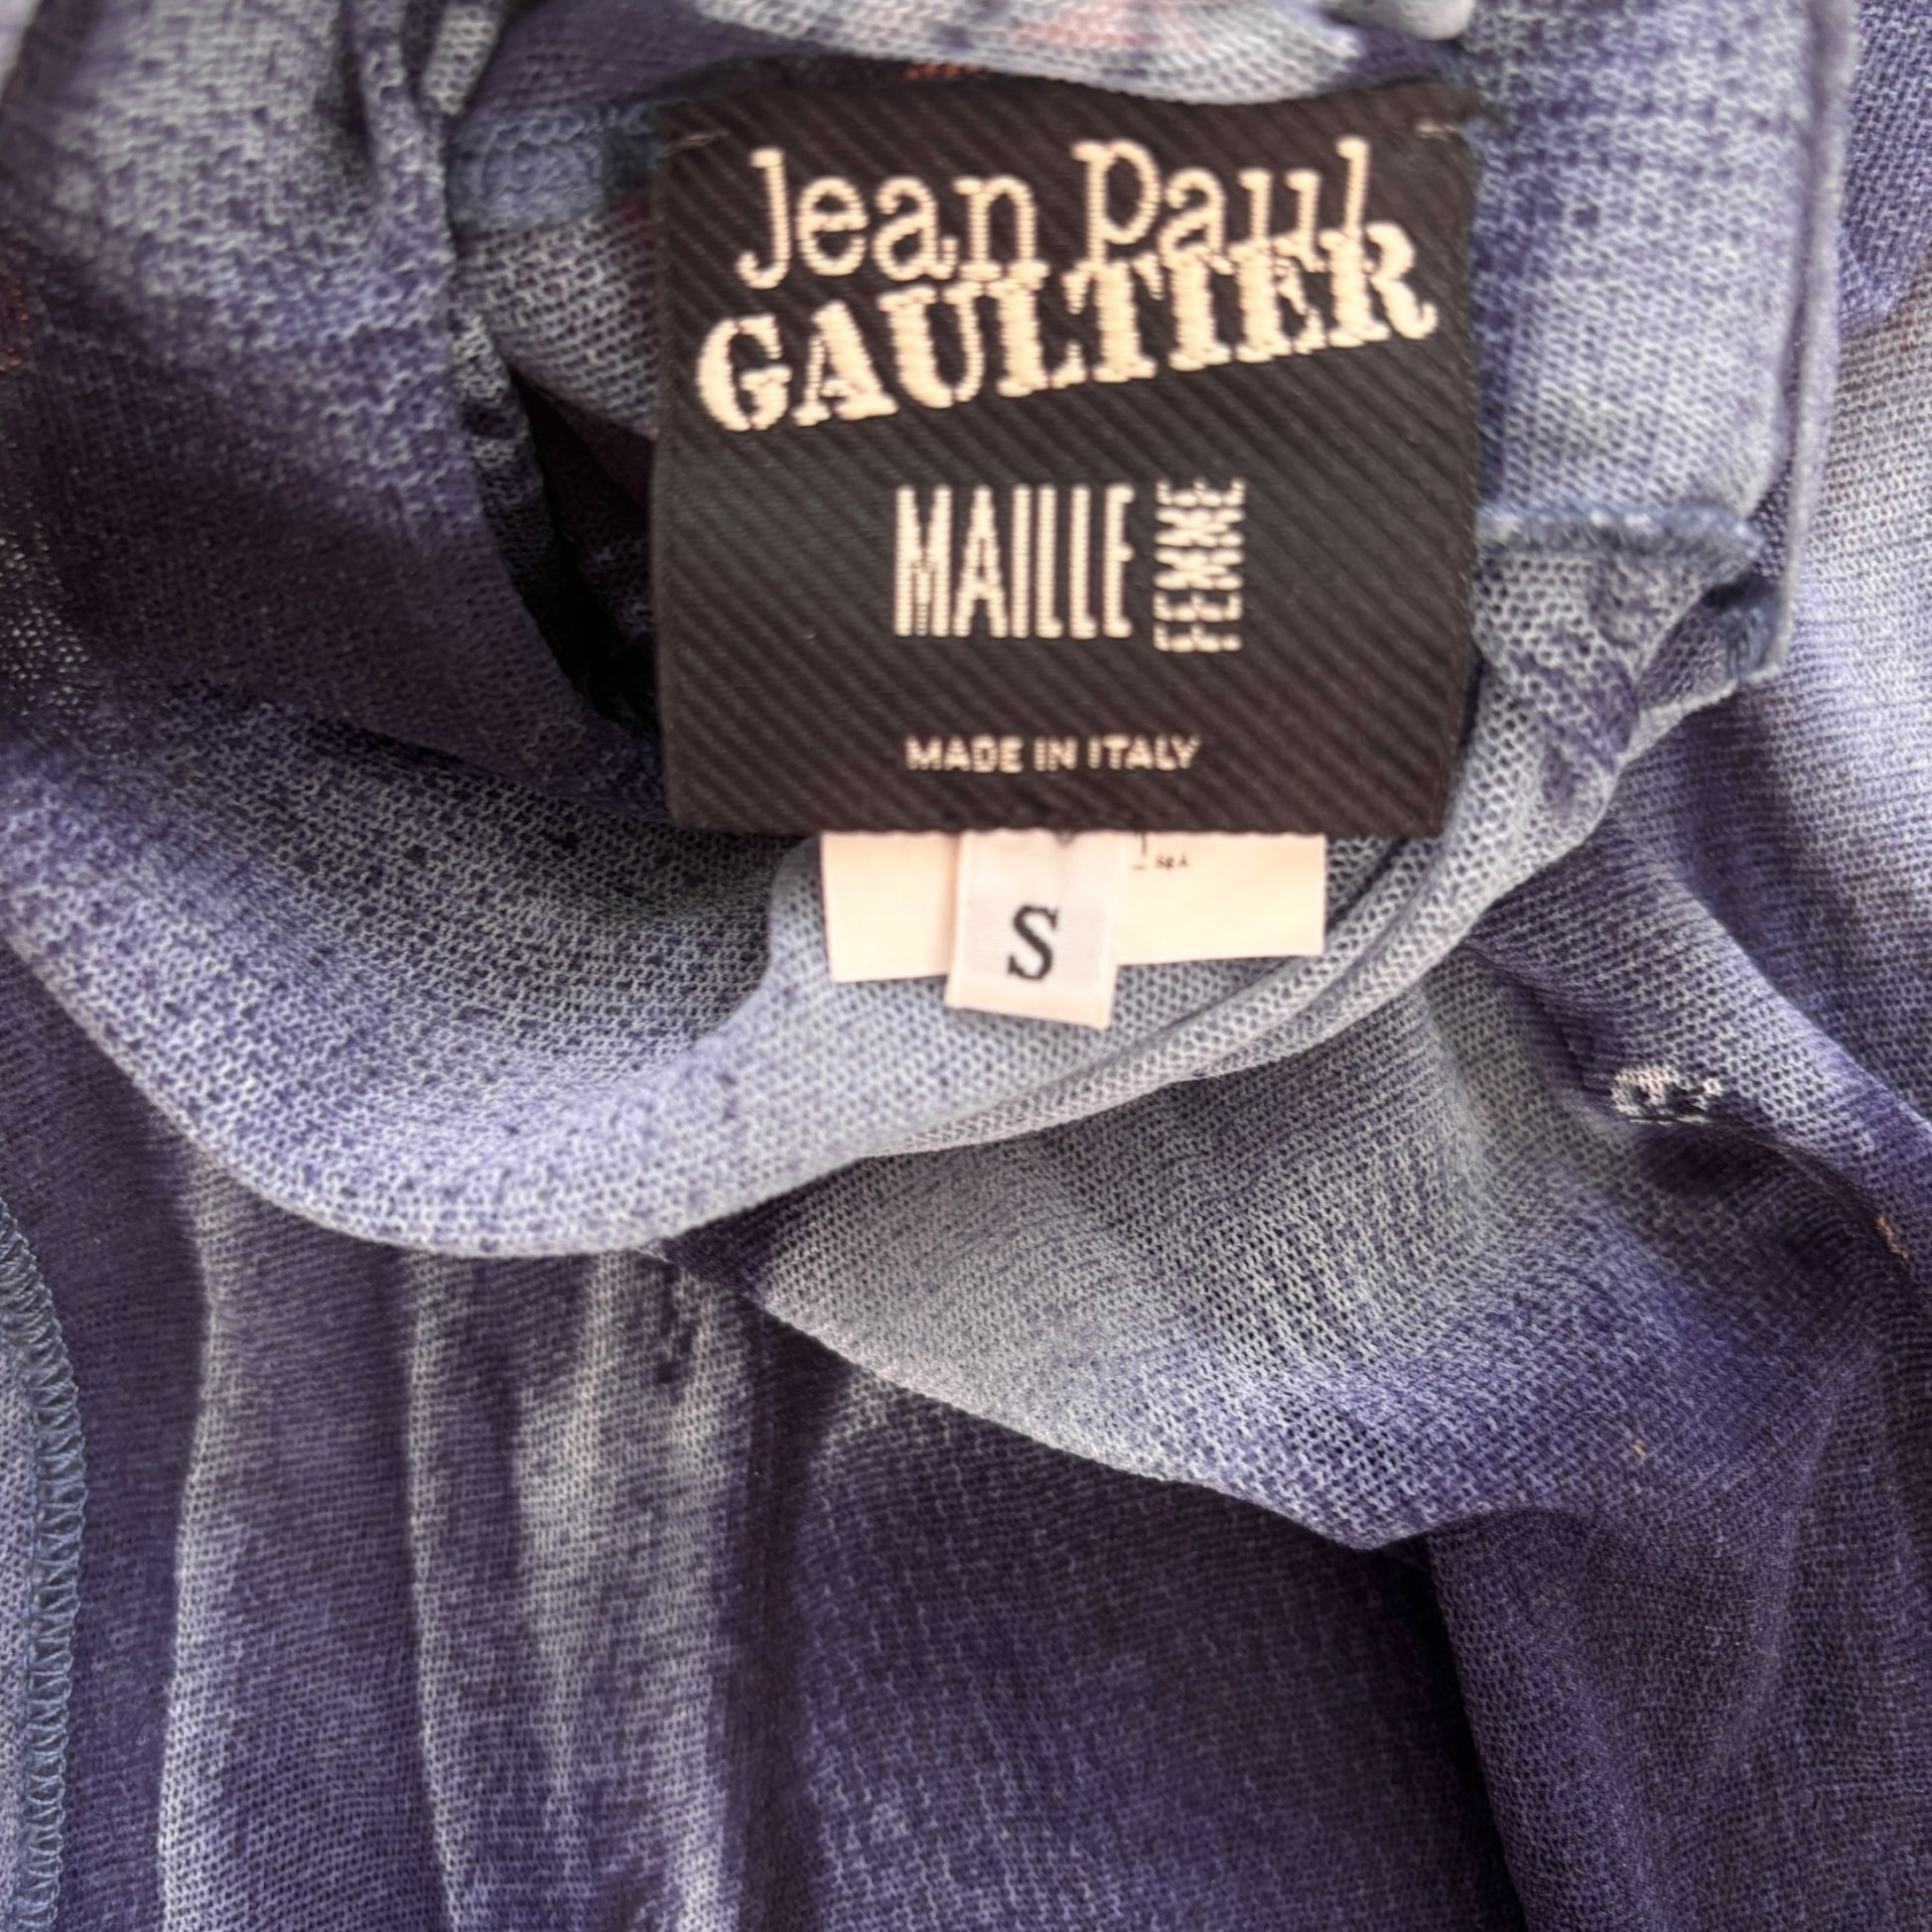 Jean Paul
GAULTIER
MAILLE FEMME
MADE IN ITALY
S